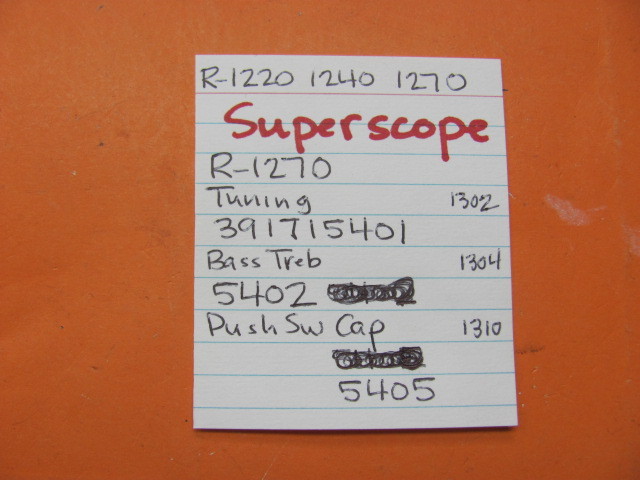 R-1220 1240 1270
Superscope
R-1270
Tuning 1302
391715401
Bass Treb 1304
5402
Push Sw Cap 1310
5405